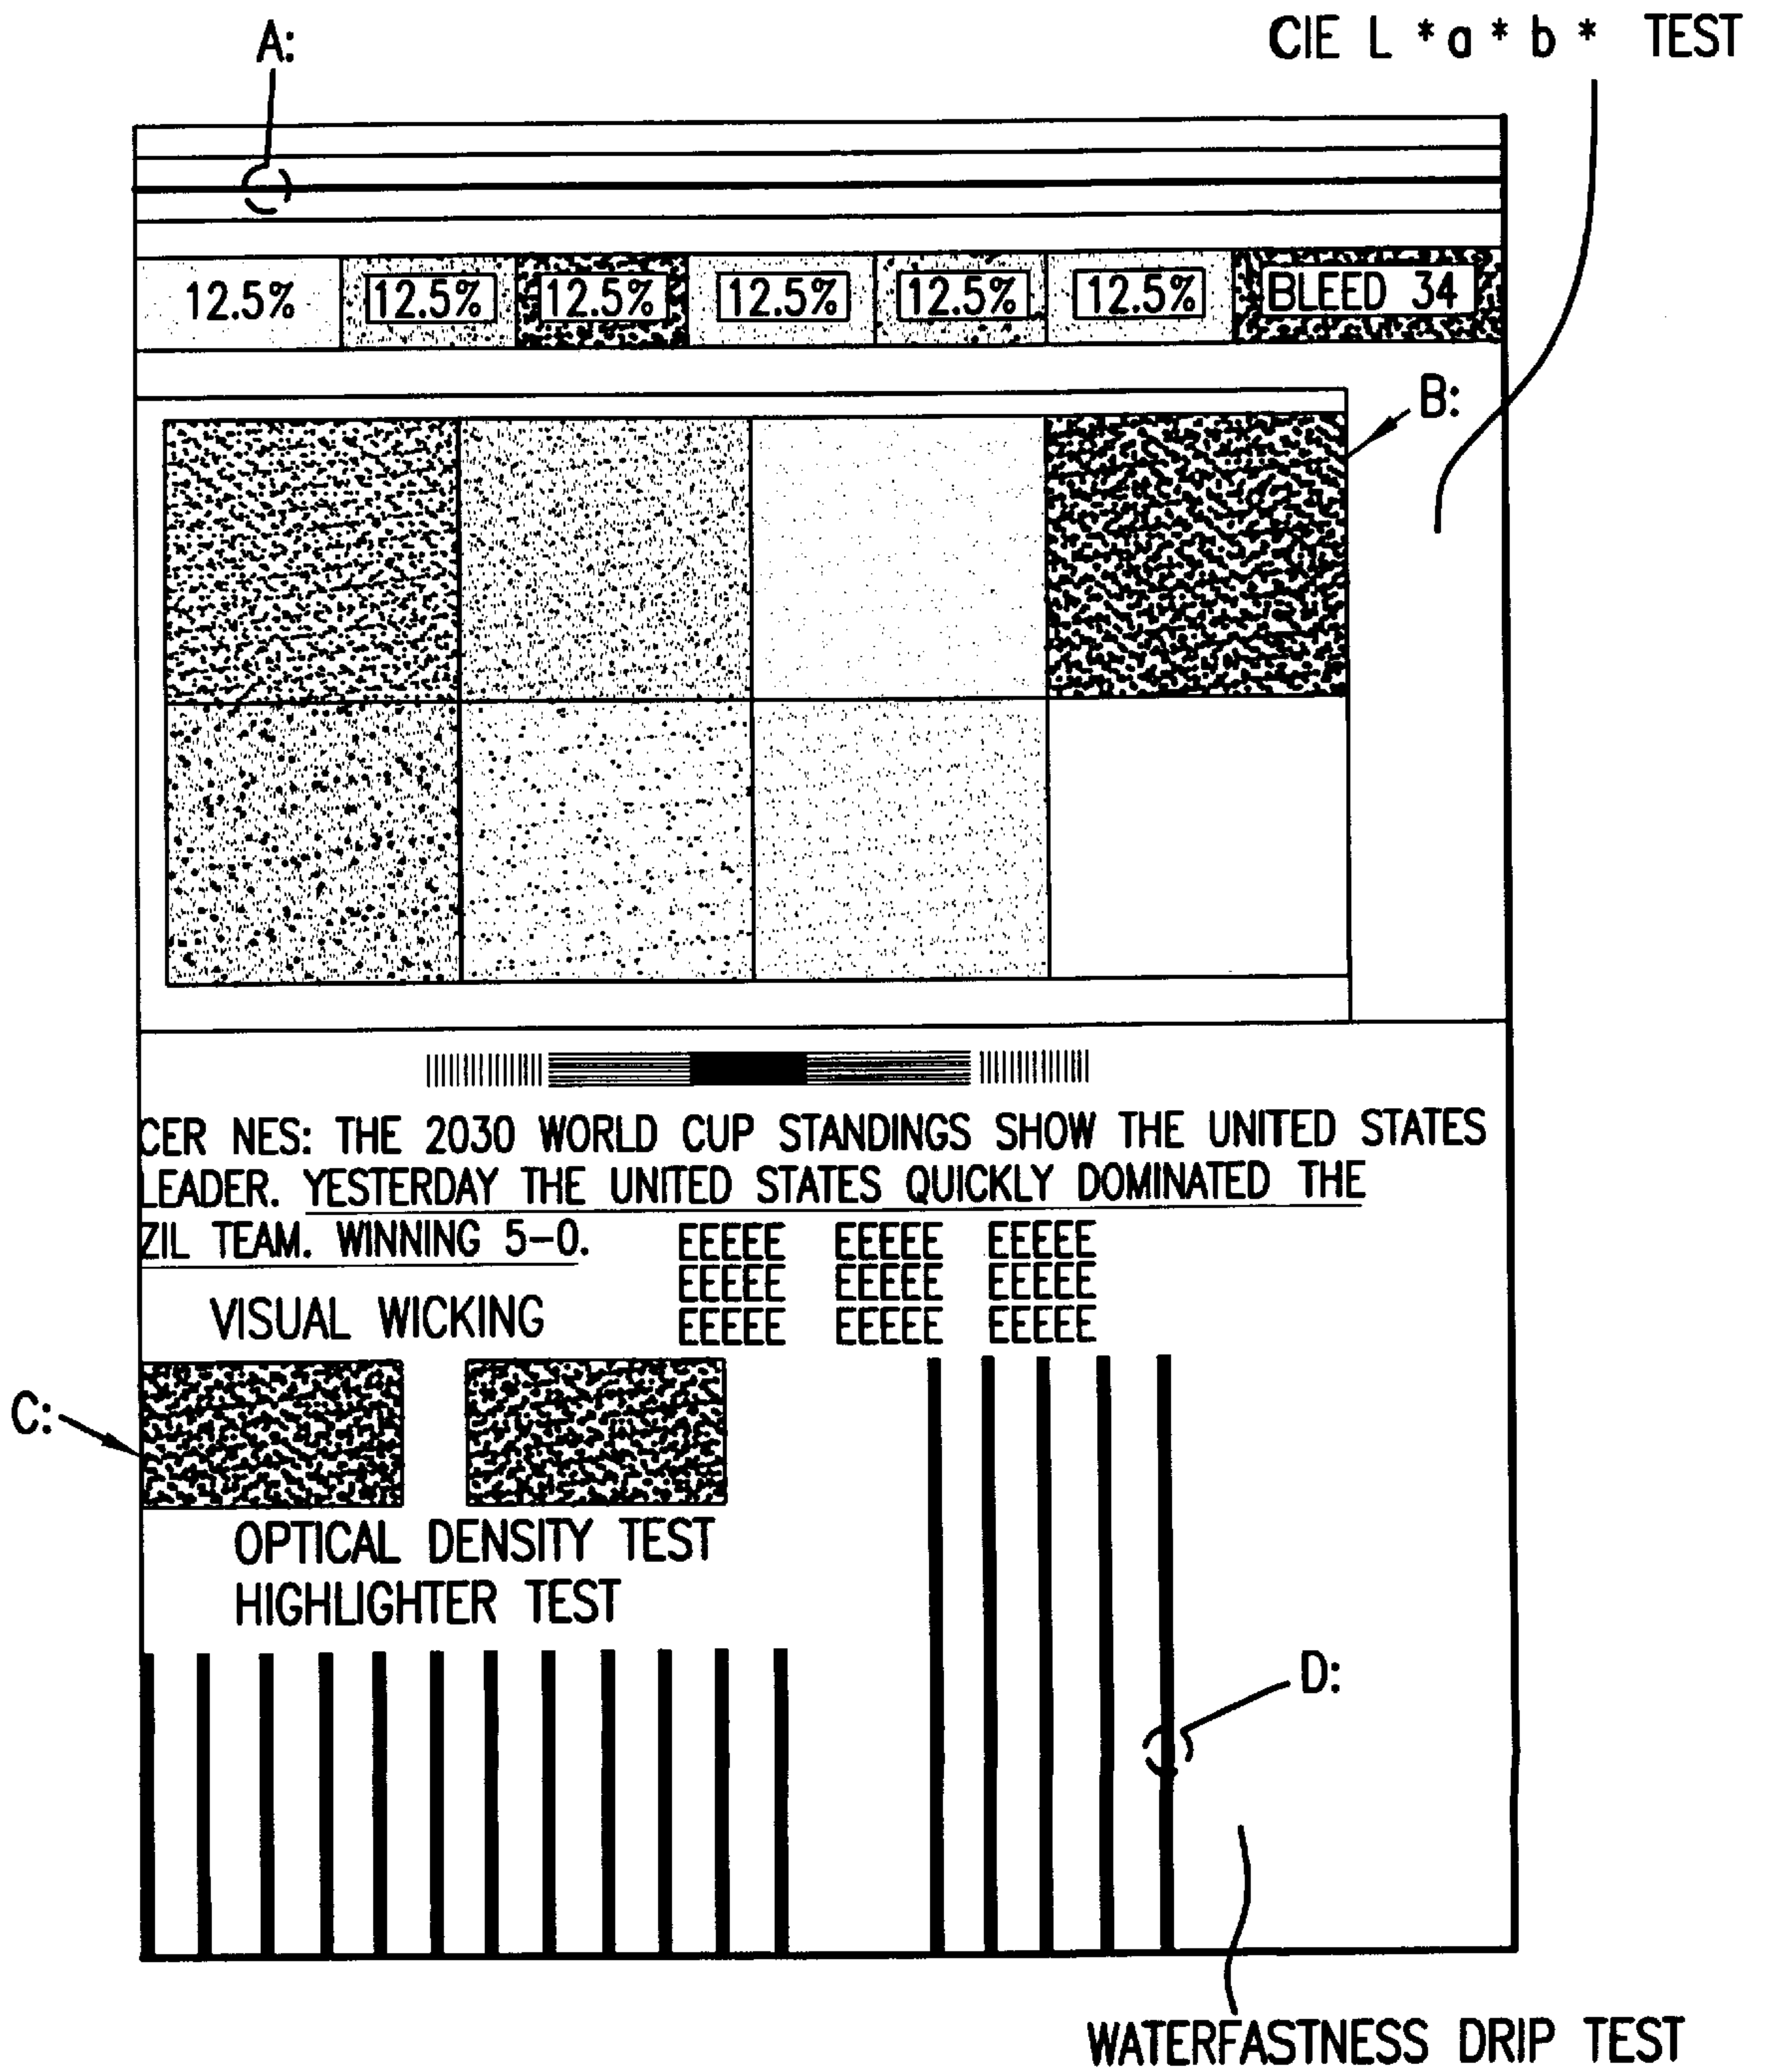 A:
CIE L * a * b * TEST
12.5% 12.5% 12.5% 12.5% 12.5% 12.5% BLEED 34
B:
CER NES: THE 2030 WORLD CUP STANDINGS SHOW THE UNITED STATES
LEADER. YESTERDAY THE UNITED STATES QUICKLY DOMINATED THE
ZIL TEAM. WINNING 5-0.
EEEEE EEEEE EEEEE
EEEEE EEEEE EEEEE
EEEEE EEEEE EEEEE
VISUAL WICKING
C:
OPTICAL DENSITY TEST
HIGHLIGHTER TEST
D:
WATERFASTNESS DRIP TEST